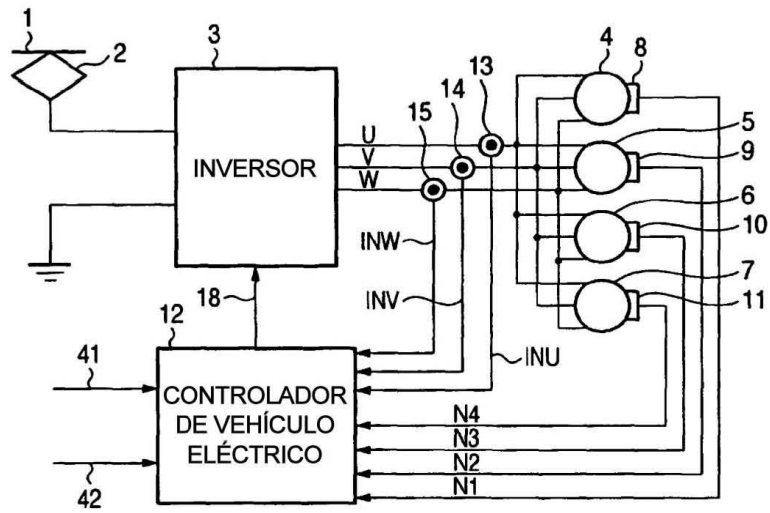 1
2
3
4
8
13
14
15
5
9
U
V
W
INVERSOR
6
10
INW
7
11
18
INV
12
INU
41
CONTROLADOR
DE VEHÍCULO
ELÉCTRICO
N4
N3
N2
N1
42